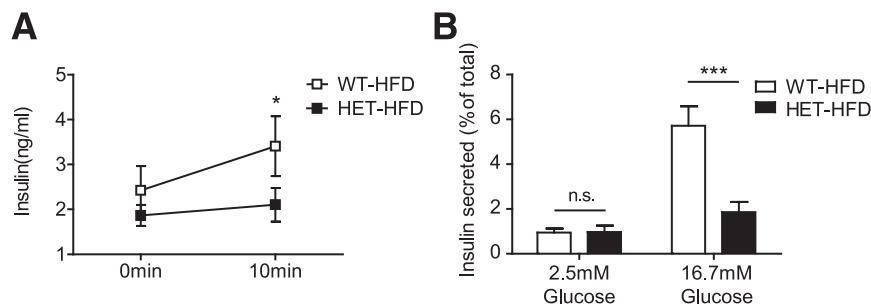 A
Insulin(ng/ml)
5
4
3
2
1
*
WT-HFD
HET-HFD
0min
10min
B
Insulin secreted (% of total)
8
6
4
2
0
n.s.
***
WT-HFD
HET-HFD
2.5mM
Glucose
16.7mM
Glucose